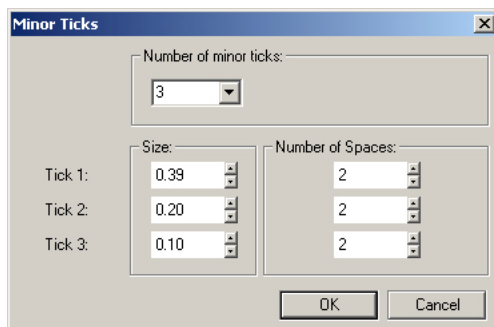 Minor Ticks
Number of minor ticks:
3
Size:
Number of Spaces:
Tick 1: 0.39 2
Tick 2: 0.20 2
Tick 3: 0.10 2
OK Cancel